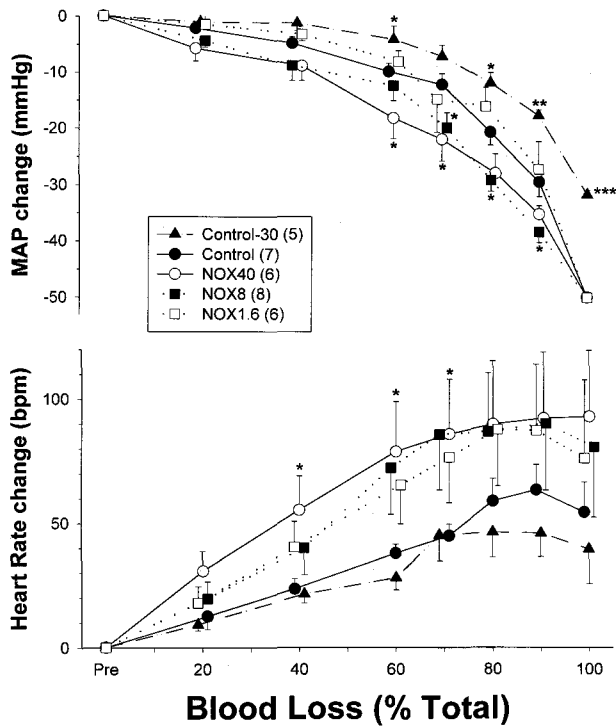 0
-10
-20
-30
-40
-50
MAP change (mmHg)
*
*
**
***
*
*
*
*
*
Control-30 (5)
Control (7)
NOX40 (6)
NOX8 (8)
NOX1.6 (6)
100
50
0
Heart Rate change (bpm)
*
*
*
Pre
20
40
60
80
100
Blood Loss (% Total)